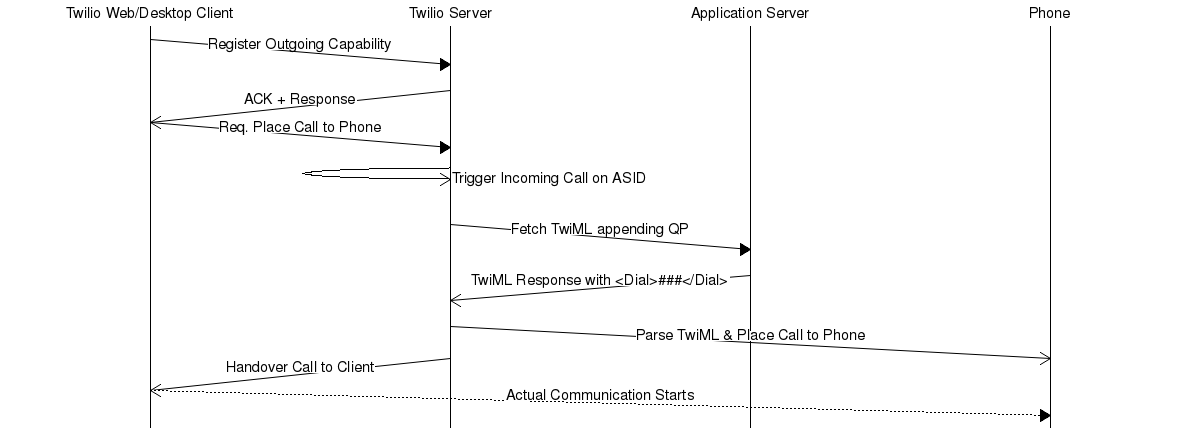 Twilio Web/Desktop Client
Twilio Server
Application Server
Phone
Register Outgoing Capability
ACK + Response
Req. Place Call to Phone
Trigger Incoming Call on ASID
Fetch TwiML appending QP
TwiML Response with <Dial>###</Dial>
Parse TwiML & Place Call to Phone
Handover Call to Client
Actual Communication Starts